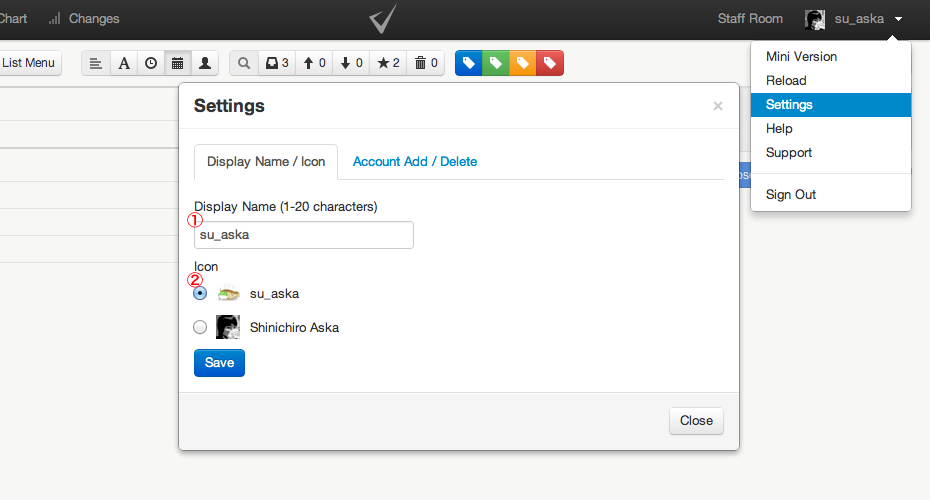 Chart Changes Staff Room su_aska
List Menu A 3 0 0 2 0
Mini Version
Reload
Settings
Help
Support
Sign Out
Settings ×
Display Name / Icon Account Add / Delete
Display Name (1-20 characters)
①
su_aska
Icon
②
su_aska
Shinichiro Aska
Save
Close